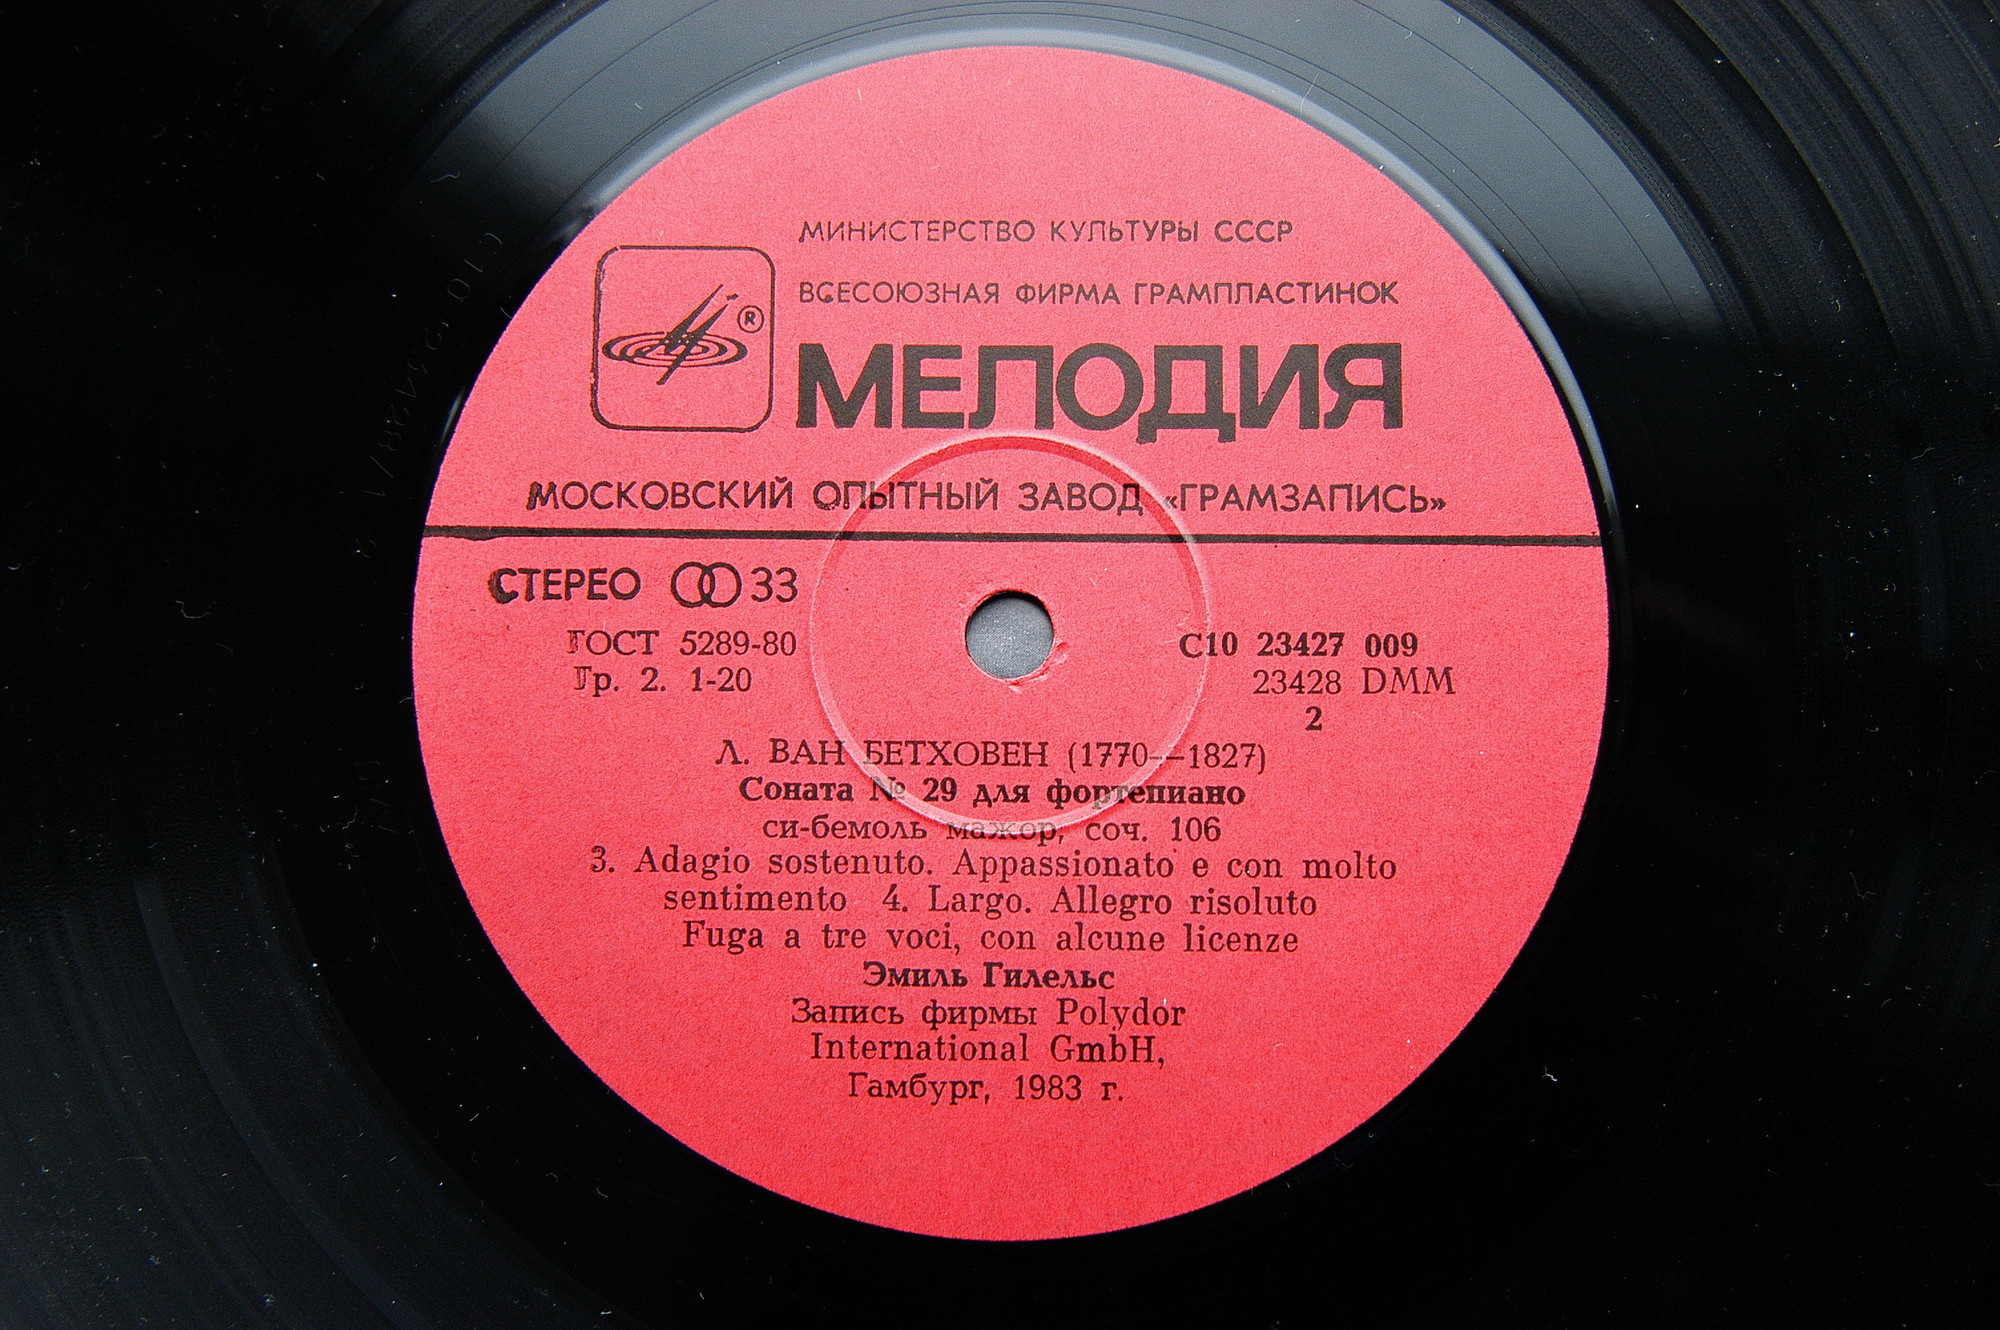 МИНИСТЕРСТВО КУЛЬТУРЫ СССР
ВСЕСОЮЗНАЯ ФИРМА ГРАМПЛАСТИНОК
®
МЕЛОДИЯ
МОСКОВСКИЙ ОПЫТНЫЙ ЗАВОД «ГРАМЗАПИСЬ»
СТЕРЕО 33
ГОСТ 5289-80
Гр. 2. 1-20
С10 23427 009
23428 DMM
2
Л. ВАН БЕТХОВЕН (1770—1827)
Соната № 29 для фортепиано
си-бемоль мажор, соч. 106
3. Adagio sostenuto. Appassionato e con molto
sentimento 4. Largo. Allegro risoluto
Fuga a tre voci, con alcune licenze
Эмиль Гилельс
Запись фирмы Polydor
International GmbH,
Гамбург, 1983 г.